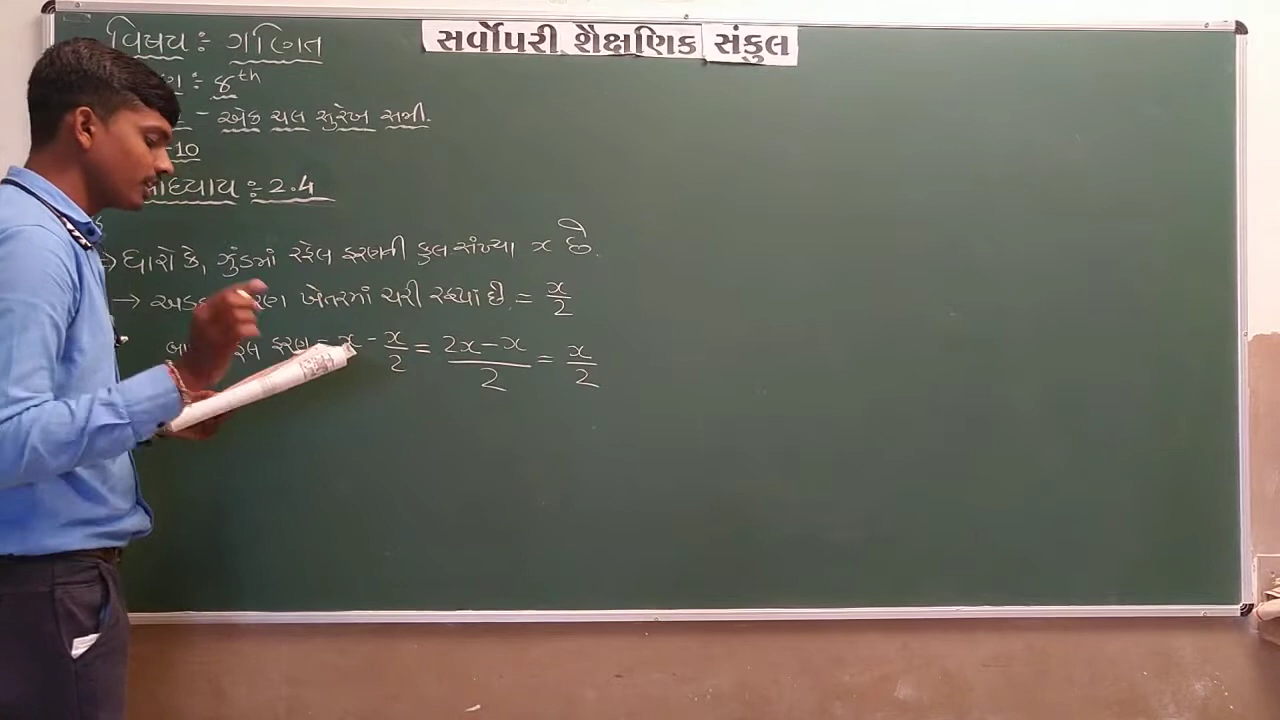 સર્વોપરી શૈક્ષણિક સંકુલ
વિષય : ગણિત
: 8th
- એક ચલ સુરેખ સમી.
-10
: 2.4
→ ધારો કે, ઝુંડમાં રહેલ હરણની કુલ સંખ્યા x છે.
→ ખેતરમાં ચરી રહ્યાં છે = x/2
હરણ = x - x/2 = (2x-x)/2 = x/2